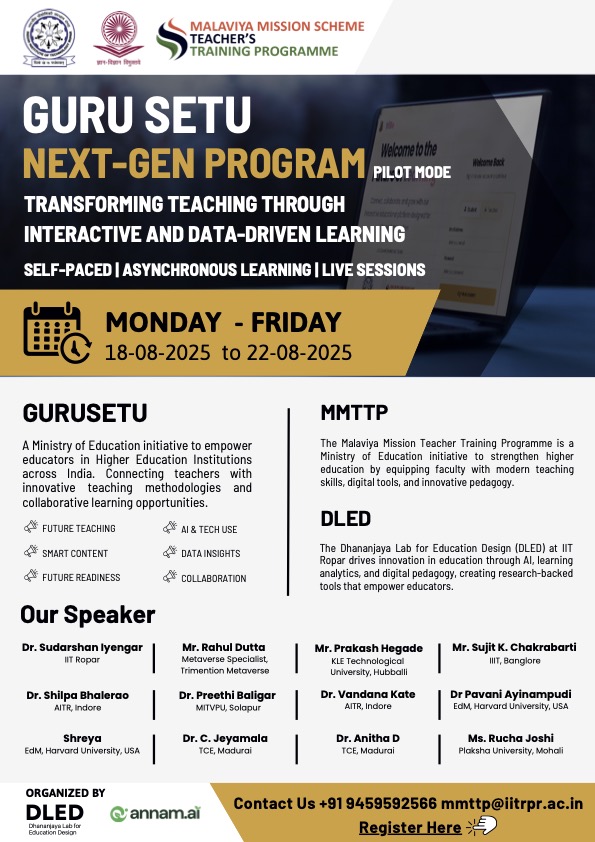 MALAVIYA MISSION SCHEME
TEACHER'S
TRAINING PROGRAMME
ज्ञान-विज्ञान विमुक्तये
GURU SETU
NEXT-GEN PROGRAM PILOT MODE
Welcome to the
Welcome Back
TRANSFORMING TEACHING THROUGH
INTERACTIVE AND DATA-DRIVEN LEARNING
SELF-PACED | ASYNCHRONOUS LEARNING | LIVE SESSIONS
MONDAY - FRIDAY
18-08-2025 to 22-08-2025
GURUSETU
A Ministry of Education initiative to empower
educators in Higher Education Institutions
across India. Connecting teachers with
innovative teaching methodologies and
collaborative learning opportunities.
FUTURE TEACHING
AI & TECH USE
SMART CONTENT
DATA INSIGHTS
FUTURE READINESS
COLLABORATION
MMTTP
The Malaviya Mission Teacher Training Programme is a
Ministry of Education initiative to strengthen higher
education by equipping faculty with modern teaching
skills, digital tools, and innovative pedagogy.
DLED
The Dhananjaya Lab for Education Design (DLED) at IIT
Ropar drives innovation in education through AI, learning
analytics, and digital pedagogy, creating research-backed
tools that empower educators.
Our Speaker
Dr. Sudarshan Iyengar
IIT Ropar
Mr. Rahul Dutta
Metaverse Specialist,
Trimention Metaverse
Mr. Prakash Hegade
KLE Technological
University, Hubballi
Mr. Sujit K. Chakrabarti
IIIT, Banglore
Dr. Shilpa Bhalerao
AITR, Indore
Dr. Preethi Baligar
MITVPU, Solapur
Dr. Vandana Kate
AITR, Indore
Dr Pavani Ayinampudi
EdM, Harvard University, USA
Shreya
EdM, Harvard University, USA
Dr. C. Jeyamala
TCE, Madurai
Dr. Anitha D
TCE, Madurai
Ms. Rucha Joshi
Plaksha University, Mohali
ORGANIZED BY
DLED
Dhananjaya Lab for
Education Design
annam.ai
Contact Us +91 9459592566 mmttp@iitrpr.ac.in
Register Here